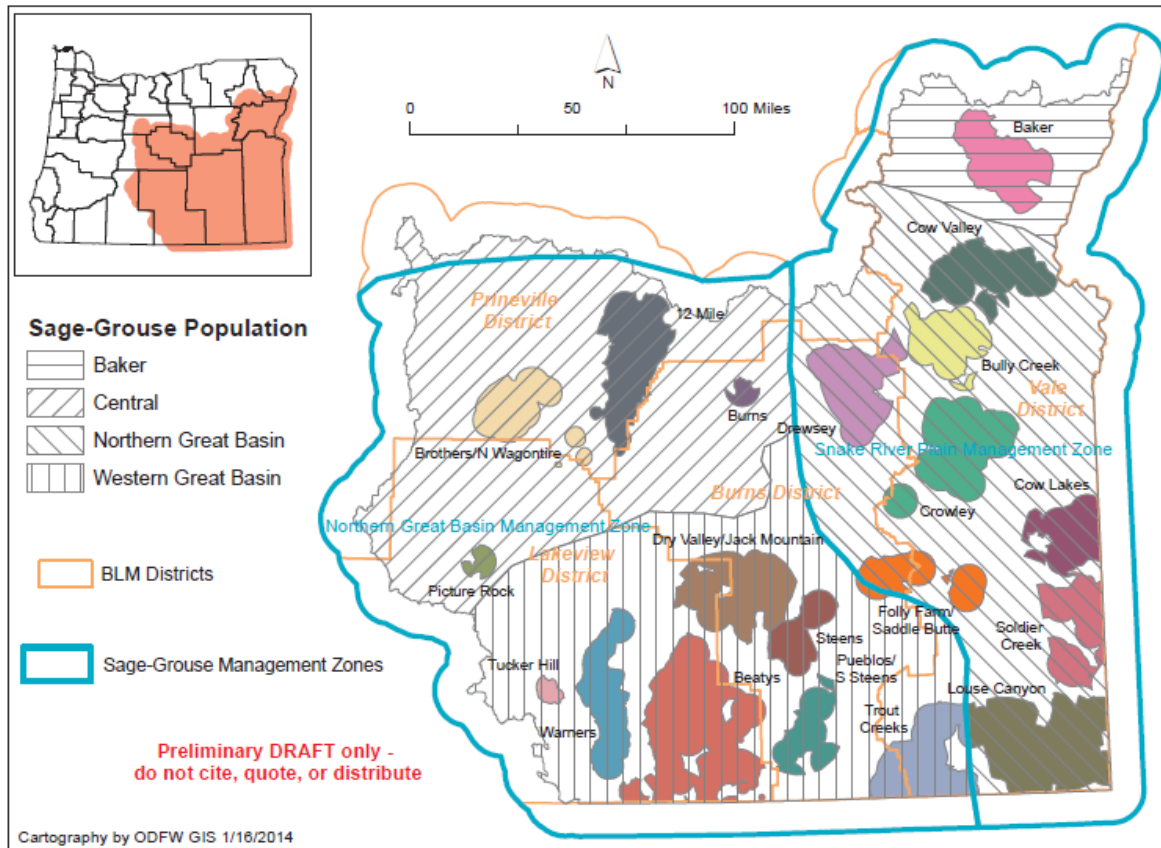 N
0
50
100 Miles
Sage-Grouse Population
Baker
Central
Northern Great Basin
Western Great Basin
BLM Districts
Sage-Grouse Management Zones
Preliminary DRAFT only -
do not cite, quote, or distribute
Cartography by ODFW GIS 1/16/2014
Baker
Cow Valley
Prineville
District
12 Mile
Bully Creek
Vale
District
Burns
Drewsey
Brothers/N Wagontire
Snake River Plain Management Zone
Burns District
Cow Lakes
Crowley
Northern Great Basin Management Zone
Dry Valley/Jack Mountain
Lakeview
District
Picture Rock
Folly Farm/
Saddle Butte
Soldier
Creek
Steens
Tucker Hill
Beatys
Pueblos/
S Steens
Louse Canyon
Trout
Creeks
Warners